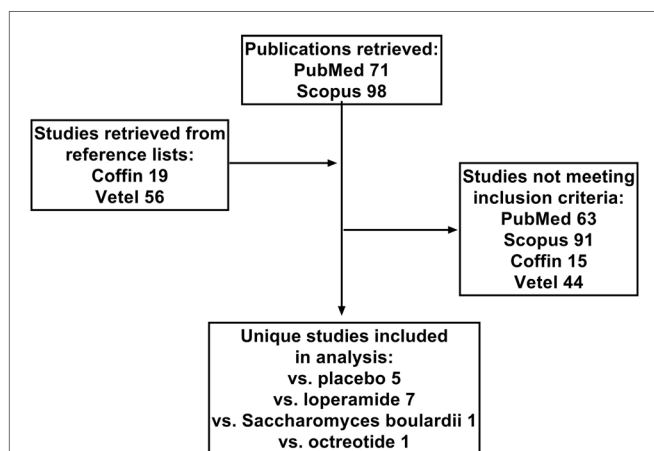 Publications retrieved:
PubMed 71
Scopus 98
Studies retrieved from
reference lists:
Coffin 19
Vetel 56
Studies not meeting
inclusion criteria:
PubMed 63
Scopus 91
Coffin 15
Vetel 44
Unique studies included
in analysis:
vs. placebo 5
vs. loperamide 7
vs. Saccharomyces boulardii 1
vs. octreotide 1